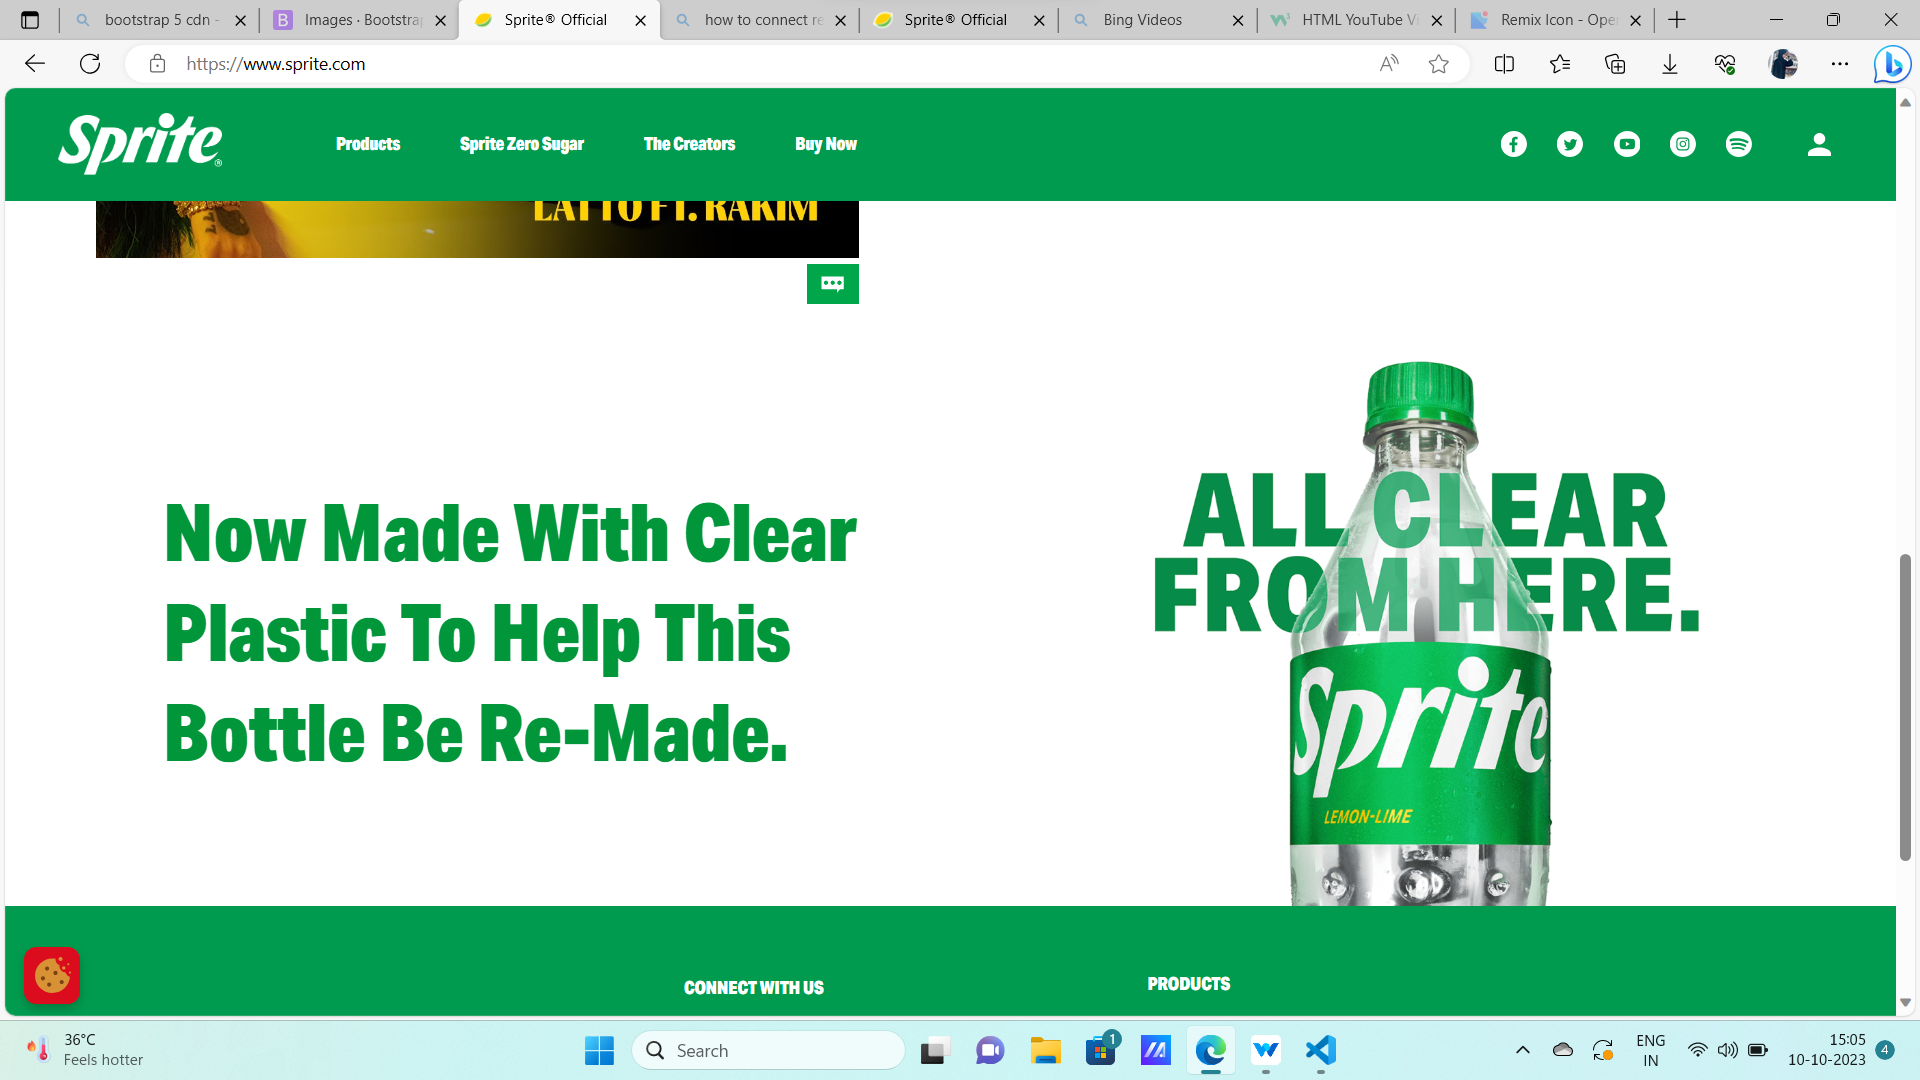 bootstrap 5 cdn -
Images · Bootstrap
Sprite® Official
how to connect re
Sprite® Official
Bing Videos
HTML YouTube Vi
Remix Icon - Ope
https://www.sprite.com
Sprite®
Products
Sprite Zero Sugar
The Creators
Buy Now
LATTO FT. RAKIM
Now Made With Clear
Plastic To Help This
Bottle Be Re-Made.
ALL CLEAR
FROM HERE.
Sprite
LEMON-LIME
CONNECT WITH US
PRODUCTS
36°C
Feels hotter
Search
1
ENG
IN
15:05
10-10-2023
4